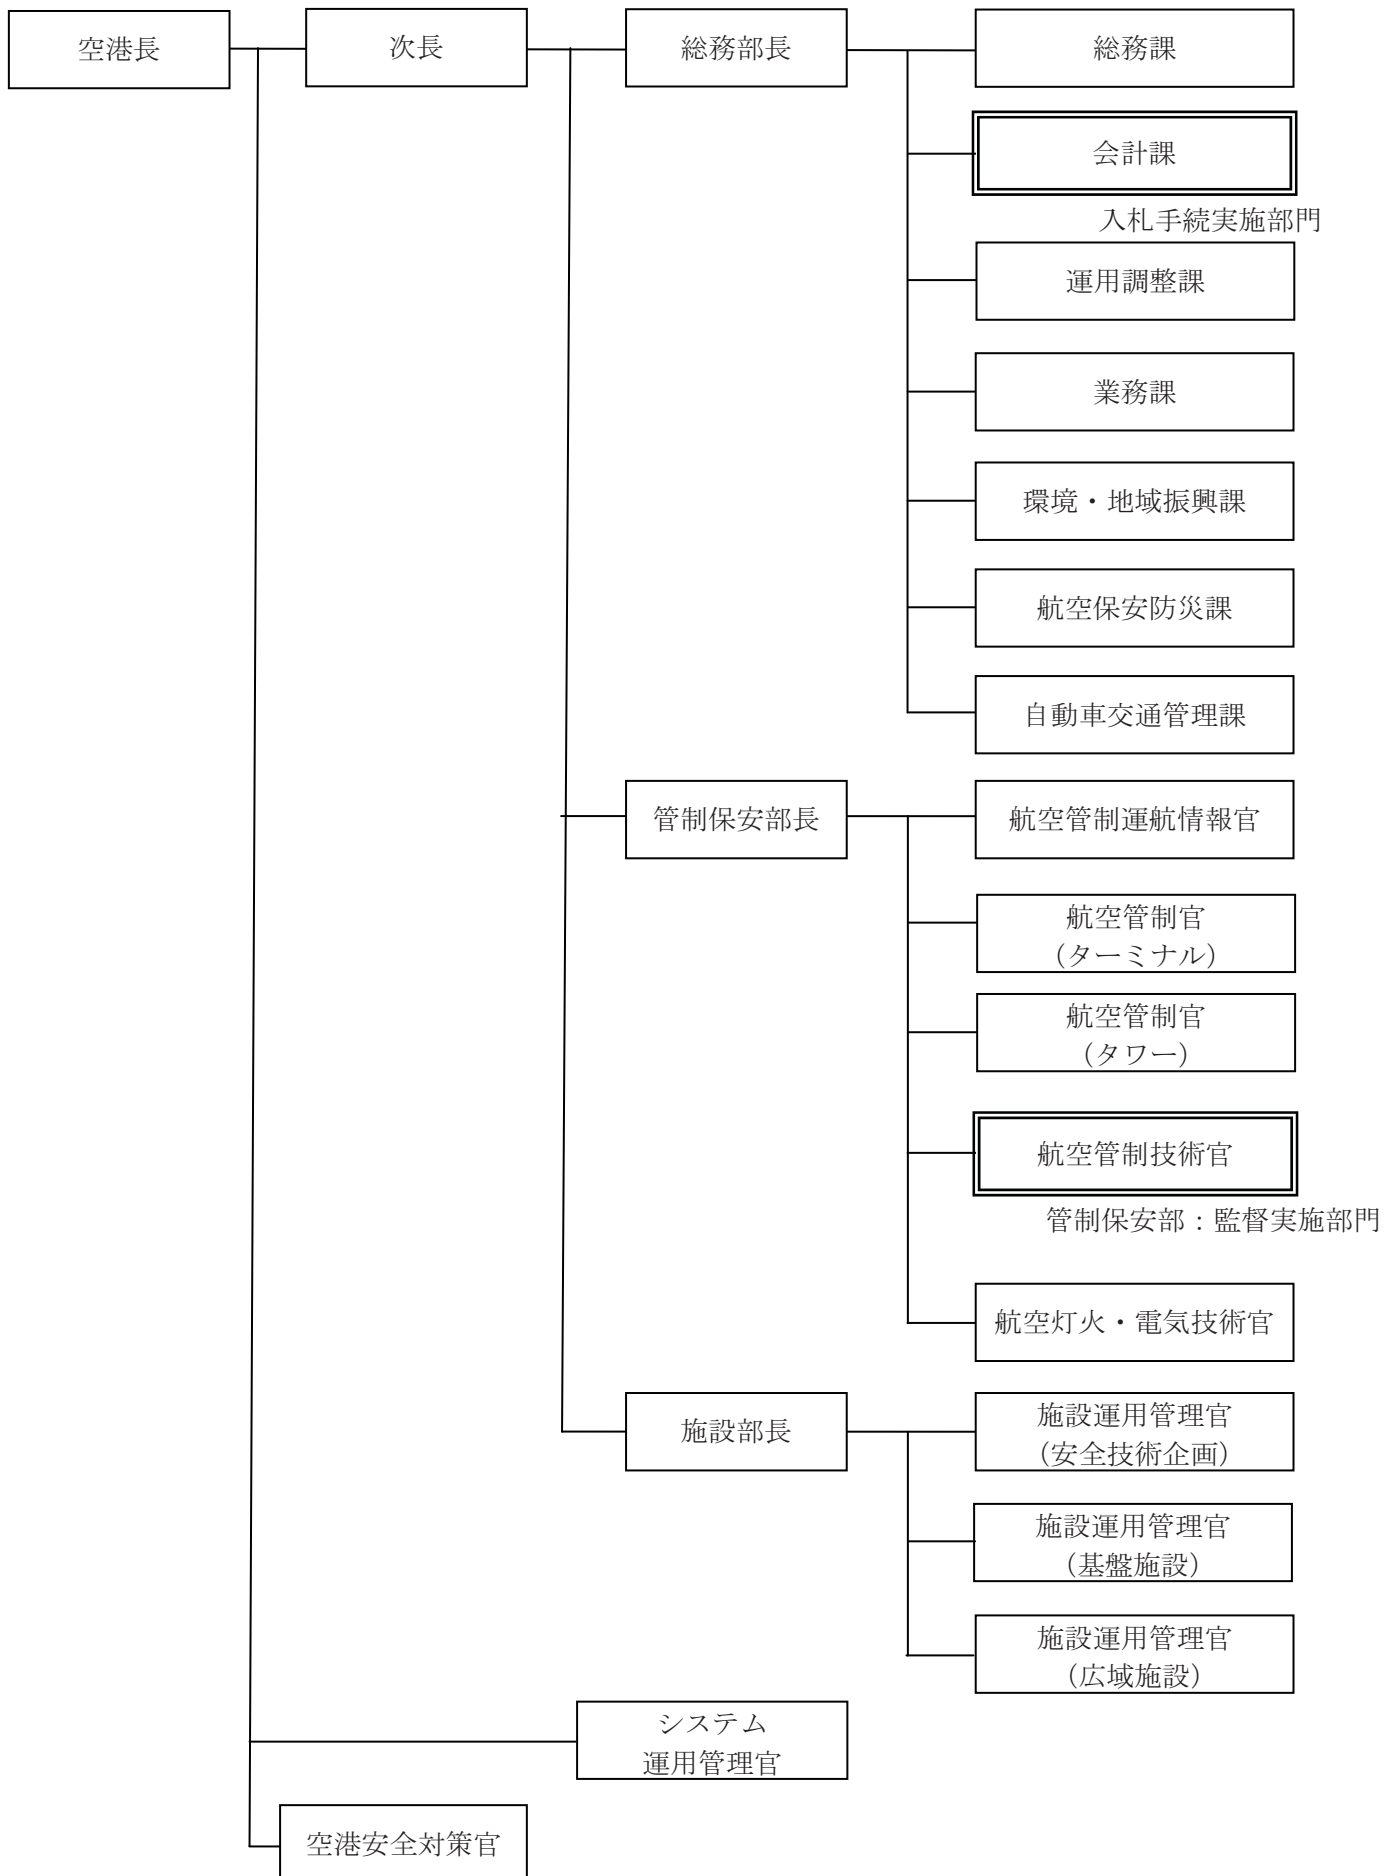 空港長
次長
総務部長
総務課
会計課
入札手続実施部門
運用調整課
業務課
環境・地域振興課
航空保安防災課
自動車交通管理課
管制保安部長
航空管制運航情報官
航空管制官
（ターミナル）
航空管制官
（タワー）
航空管制技術官
管制保安部：監督実施部門
航空灯火・電気技術官
施設部長
施設運用管理官
（安全技術企画）
施設運用管理官
（基盤施設）
施設運用管理官
（広域施設）
システム
運用管理官
空港安全対策官